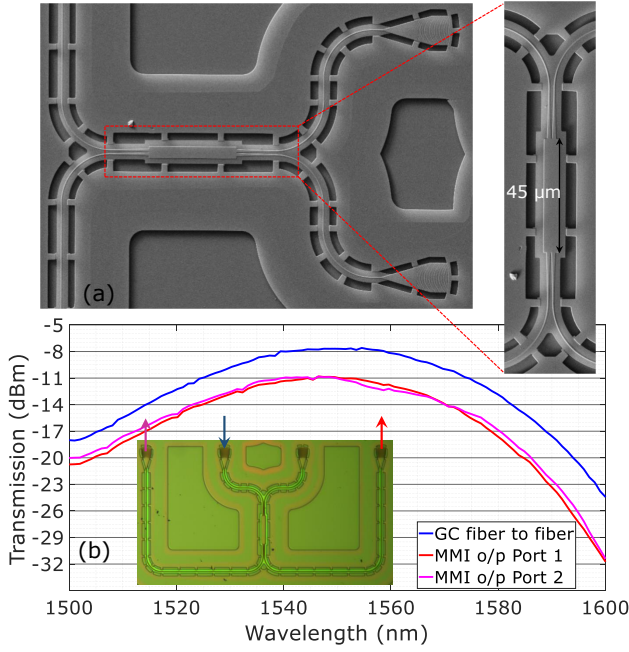 45 μm
(a)
Transmission (dBm)
-5
-8
-11
-14
-17
-20
-23
-26
-29
-32
(b)
GC fiber to fiber
MMI o/p Port 1
MMI o/p Port 2
1500
1520
1540
1560
1580
1600
Wavelength (nm)